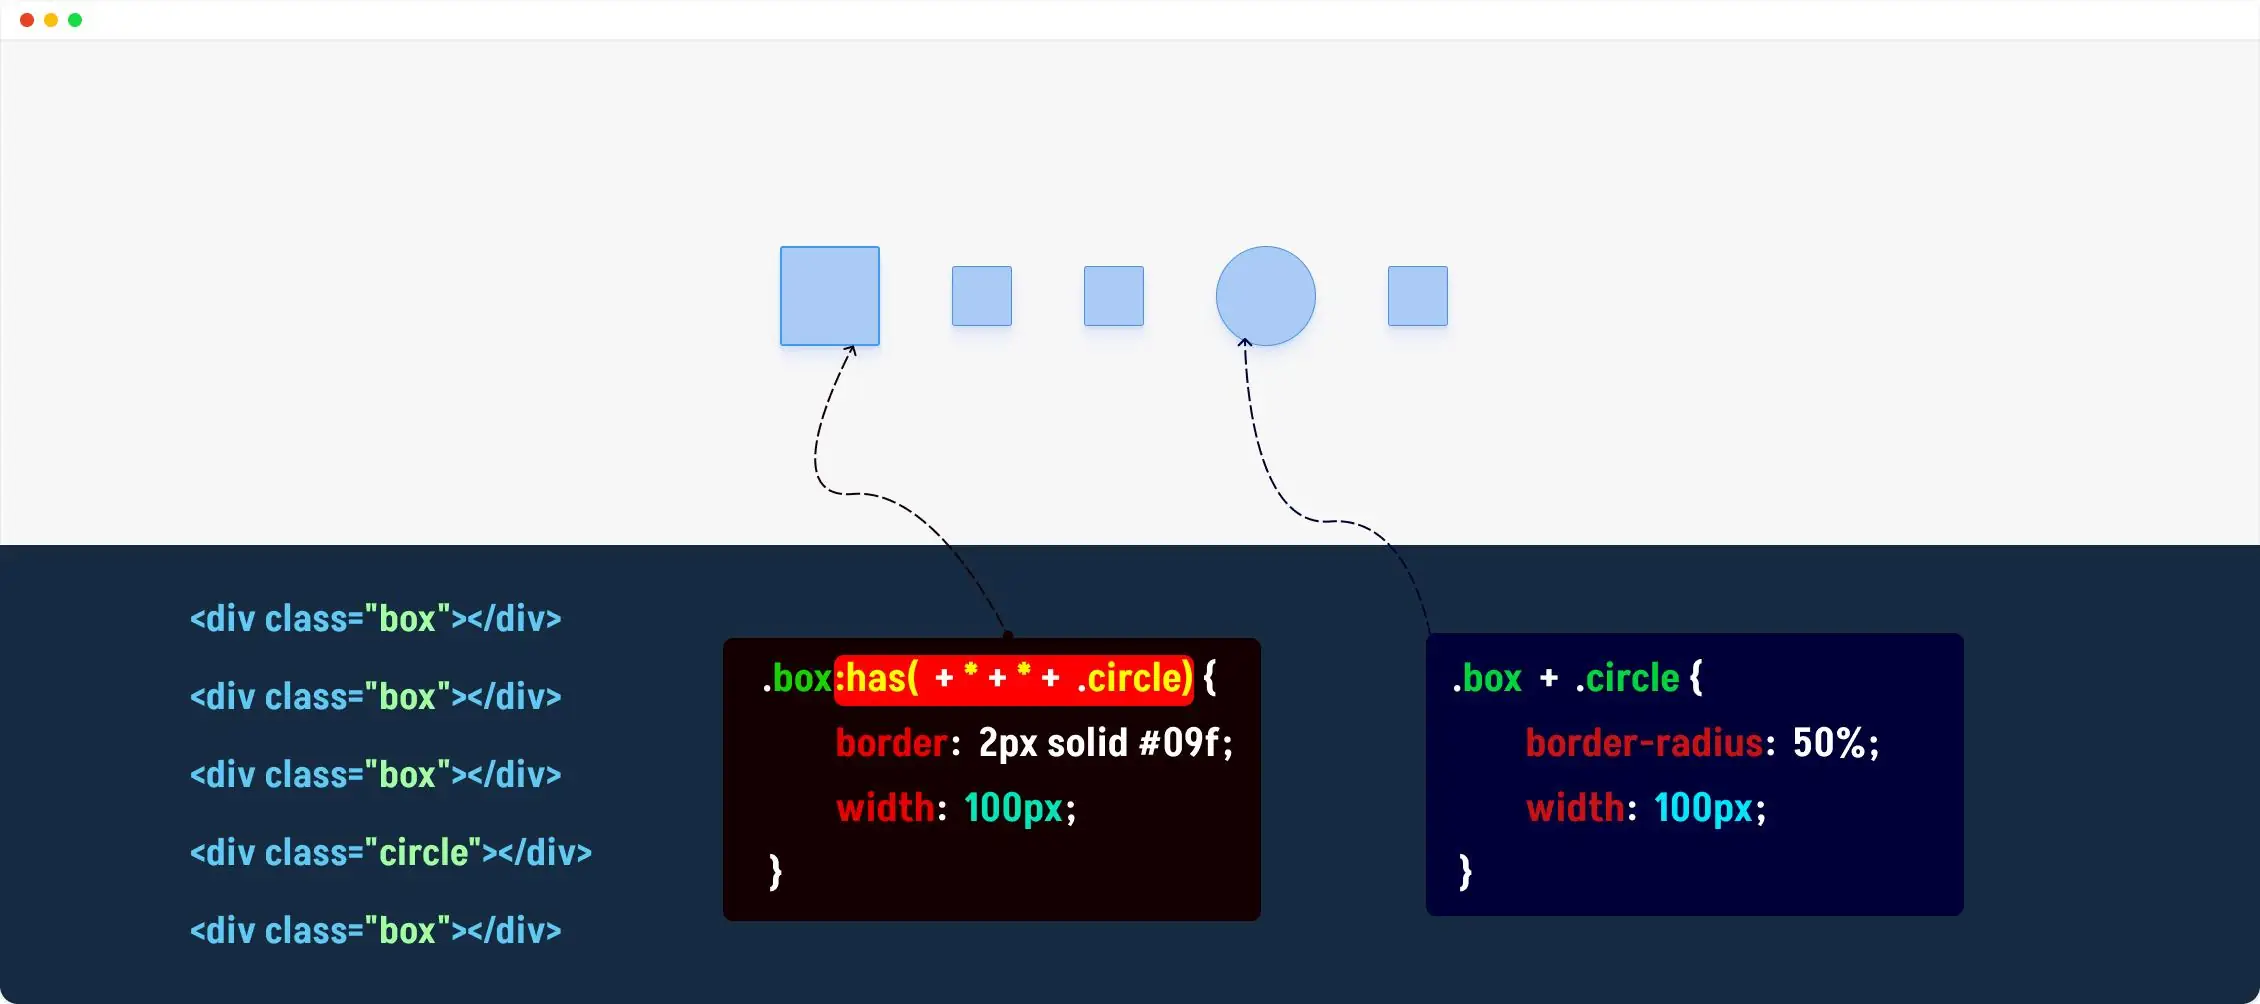 <div class="box"></div>
<div class="box"></div>
<div class="box"></div>
<div class="circle"></div>
<div class="box"></div>
.box:has( + * + * + .circle) {
border: 2px solid #09f;
width: 100px;
}
.box + .circle {
border-radius: 50%;
width: 100px;
}